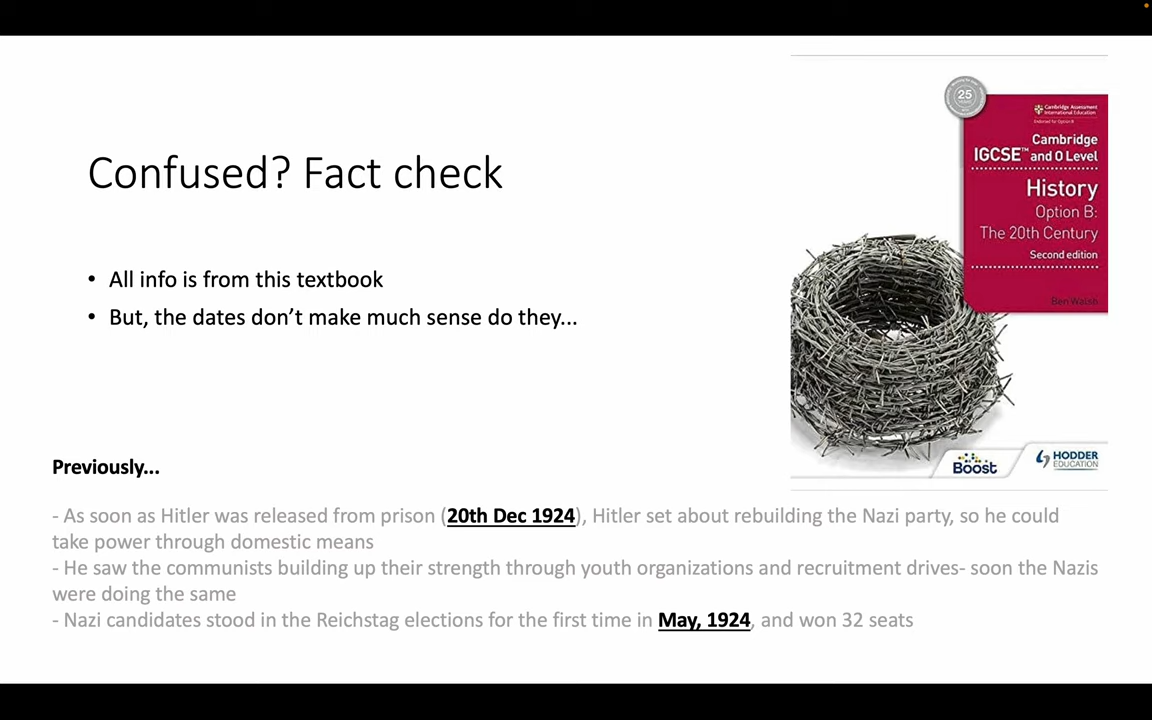 25
Cambridge Assessment
International Education
Endorsed for Option B
Cambridge
IGCSE™ and O Level
History
Option B:
The 20th Century
Second edition
Ben Walsh
Confused? Fact check
• All info is from this textbook
• But, the dates don’t make much sense do they...
Boost
HODDER
EDUCATION
Previously...
- As soon as Hitler was released from prison (20th Dec 1924), Hitler set about rebuilding the Nazi party, so he could
take power through domestic means
- He saw the communists building up their strength through youth organizations and recruitment drives- soon the Nazis
were doing the same
- Nazi candidates stood in the Reichstag elections for the first time in May, 1924, and won 32 seats